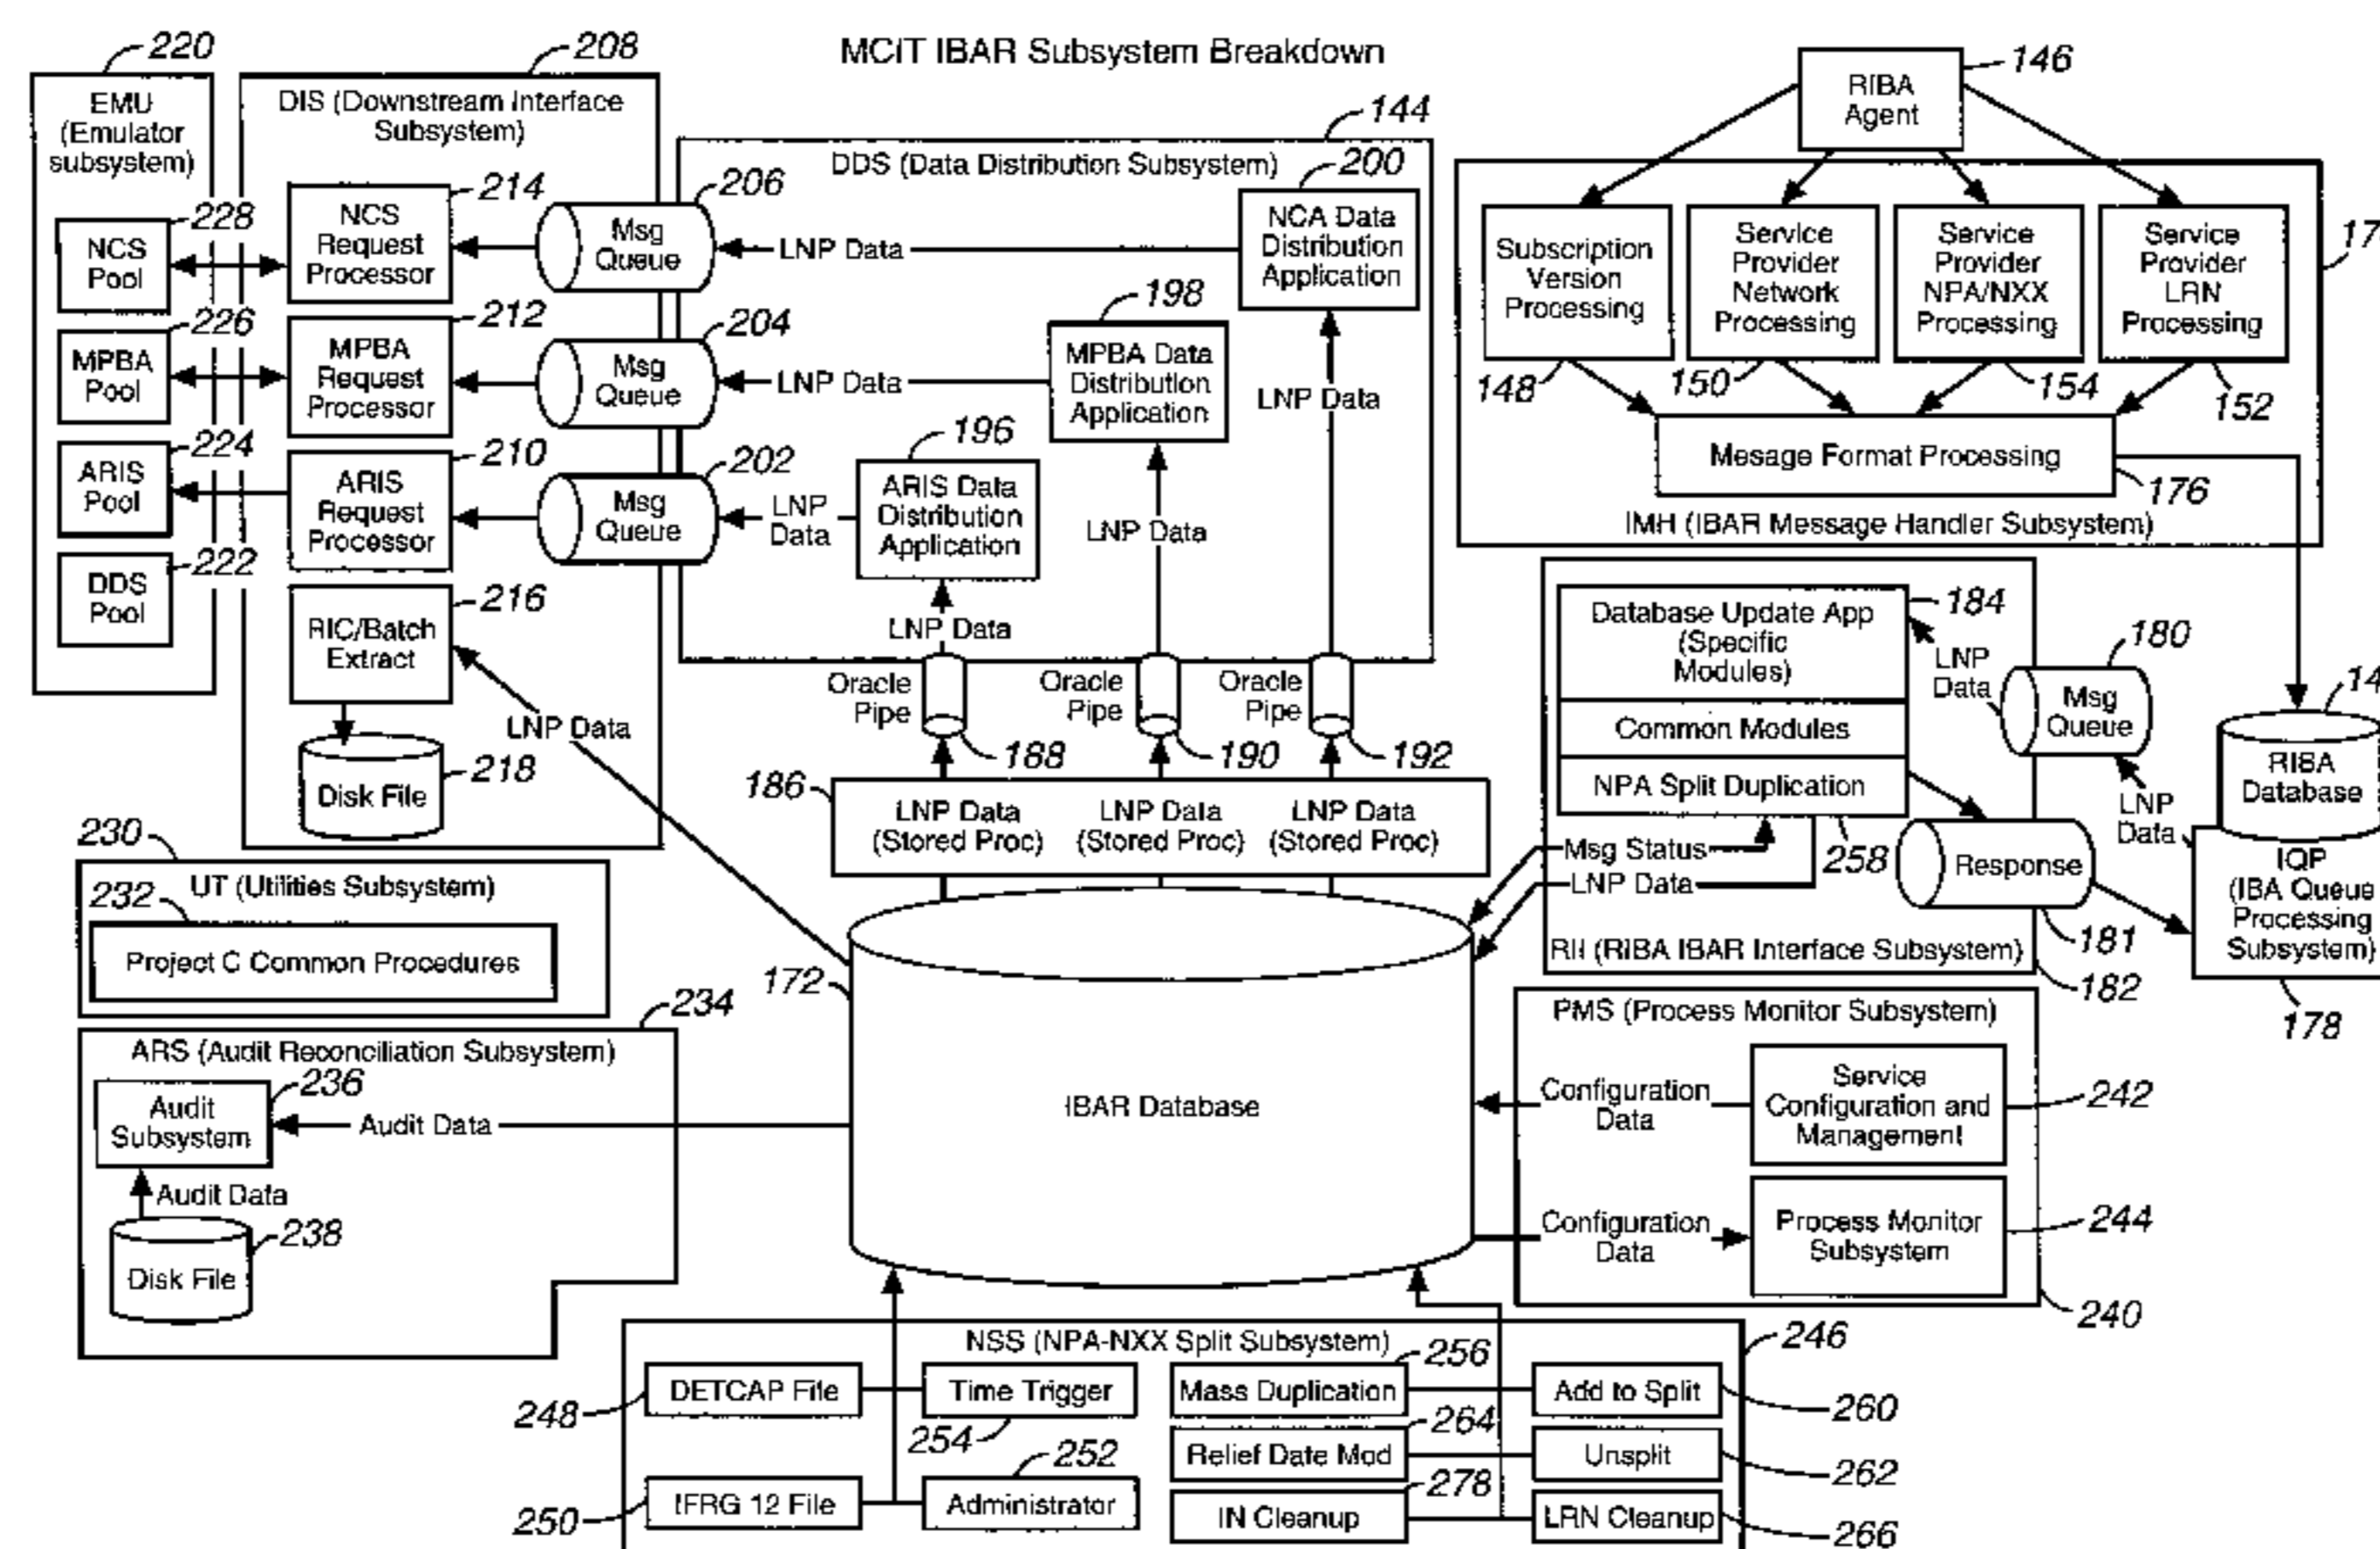 MCIT IBAR Subsystem Breakdown
220
EMU
(Emulator
subsystem)
228
NCS
Pool
226
MPBA
Pool
224
ARIS
Pool
222
DDS
Pool
208
DIS (Downstream Interface
Subsystem)
214
NCS
Request
Processor
212
MPBA
Request
Processor
210
ARIS
Request
Processor
216
RIC/Batch
Extract
218
Disk File
LNP Data
144
DDS (Data Distribution Subsystem)
206
Msg
Queue
LNP Data
200
NCA Data
Distribution
Application
204
Msg
Queue
LNP Data
198
MPBA Data
Distribution
Application
202
Msg
Queue
LNP
Data
196
ARIS Data
Distribution
Application
LNP Data
LNP Data
LNP Data
Oracle
Pipe
188
Oracle
Pipe
190
Oracle
Pipe
192
186
LNP Data
(Stored Proc)
LNP Data
(Stored Proc)
LNP Data
(Stored Proc)
146
RIBA
Agent
17
Subscription
Version
Processing
Service
Provider
Network
Processing
Service
Provider
NPA/NXX
Processing
Service
Provider
LRN
Processing
148
150
154
152
Mesage Format Processing
176
IMH (IBAR Message Handler Subsystem)
184
Database Update App
(Specific
Modules)
Common Modules
NPA Split Duplication
LNP
Data
180
Msg
Queue
14
RIBA
Database
LNP
Data
Msg Status
LNP Data
258
Response
181
IQP
(IBA Queue
Processing
Subsystem)
178
RII (RIBA IBAR Interface Subsystem)
182
230
UT (Utilities Subsystem)
232
Project C Common Procedures
234
ARS (Audit Reconciliation Subsystem)
236
Audit
Subsystem
Audit Data
Audit Data
238
Disk File
172
IBAR Database
PMS (Process Monitor Subsystem)
Configuration
Data
Service
Configuration and
Management
242
Configuration
Data
Process Monitor
Subsystem
244
240
NSS (NPA-NXX Split Subsystem)
246
248
DETCAP File
Time Trigger
254
256
Mass Duplication
Add to Split
260
264
Relief Date Mod
Unsplit
262
250
IFRG 12 File
252
Administrator
278
IN Cleanup
LRN Cleanup
266